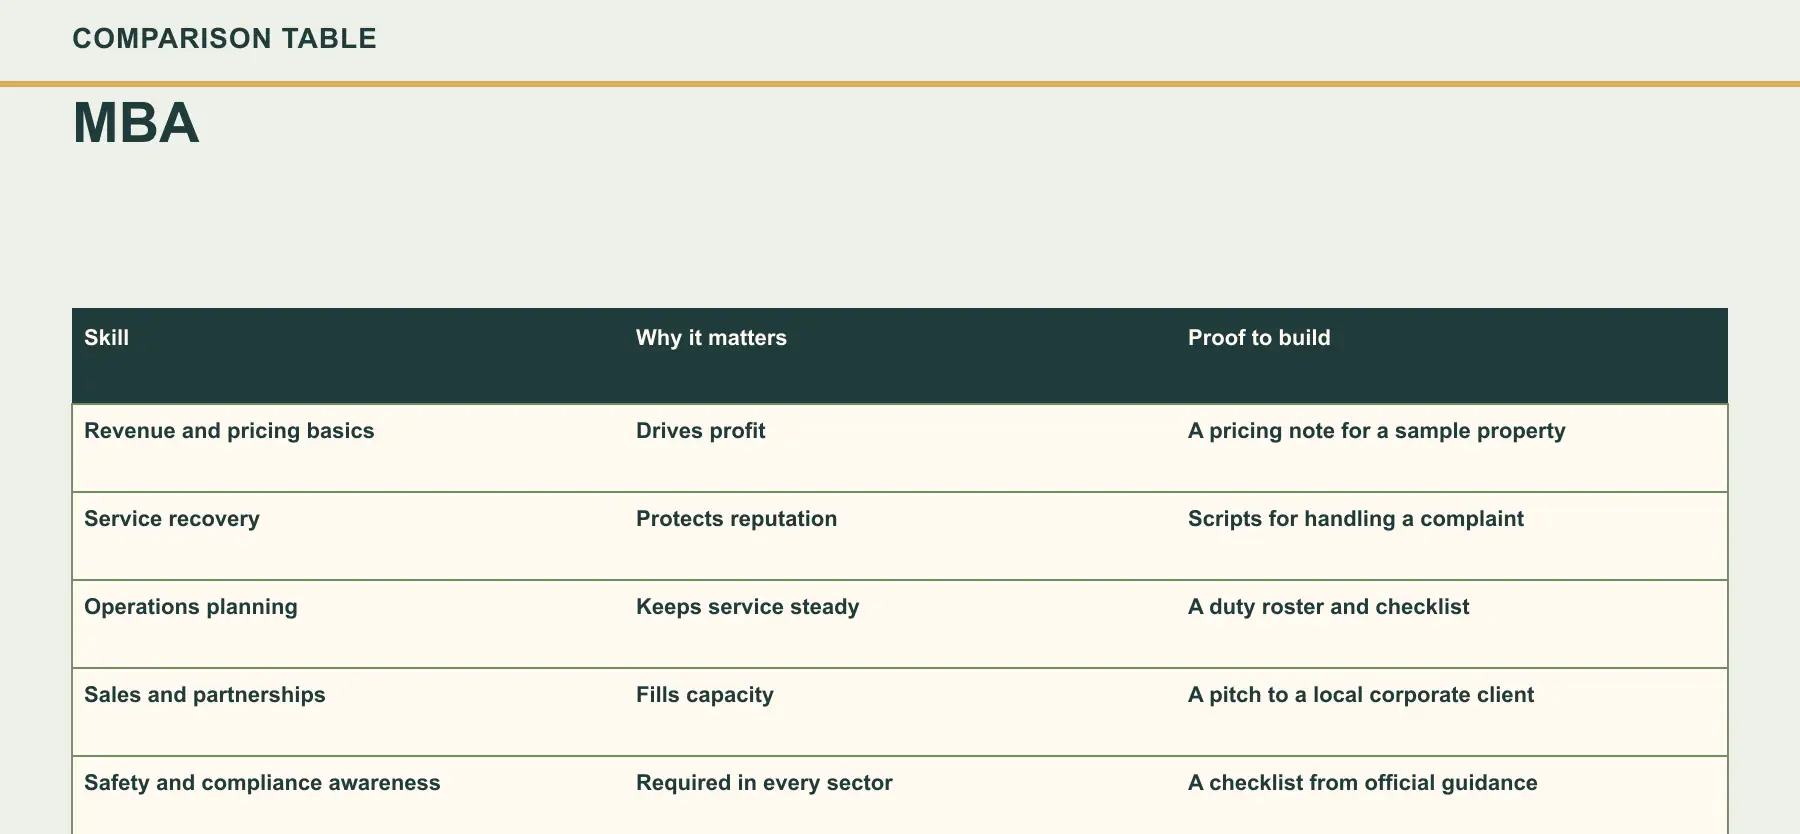 COMPARISON TABLE
MBA
Skill Why it matters Proof to build
Revenue and pricing basics Drives profit A pricing note for a sample property
Service recovery Protects reputation Scripts for handling a complaint
Operations planning Keeps service steady A duty roster and checklist
Sales and partnerships Fills capacity A pitch to a local corporate client
Safety and compliance awareness Required in every sector A checklist from official guidance